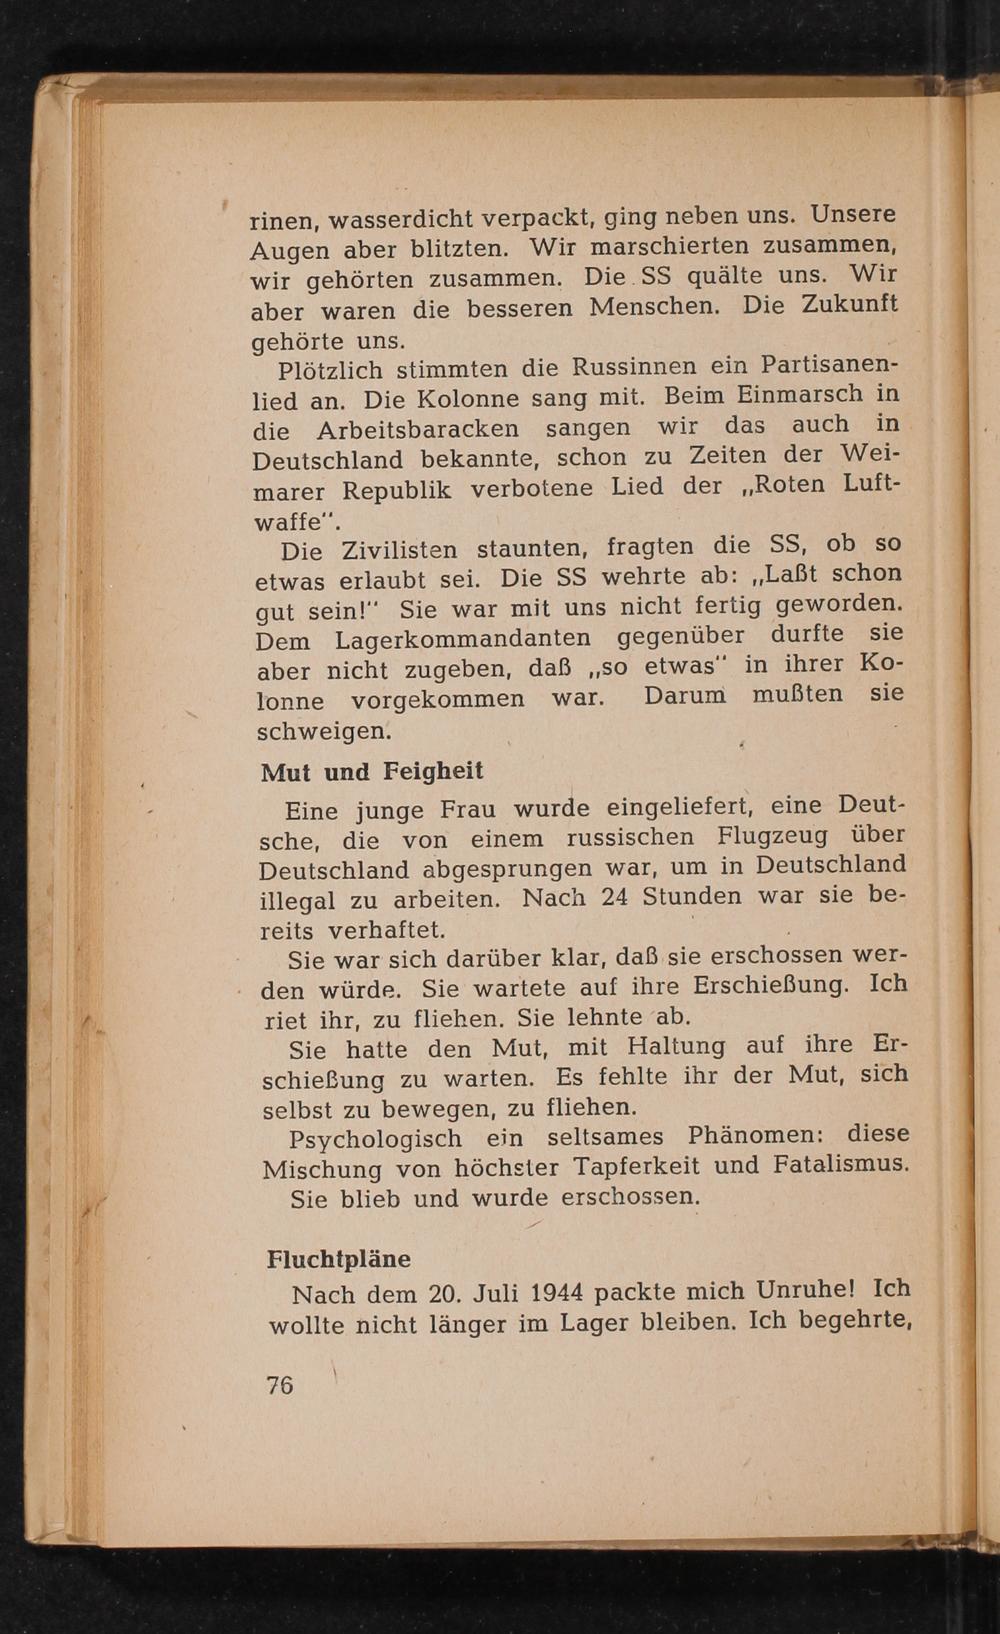 rinen, wasserdicht verpackt, ging neben uns. Unsere
Augen aber blitzten. Wir marschierten zusammen,
wir gehörten zusammen. Die SS quälte uns. Wir
aber waren die besseren Menschen. Die Zukunft
gehörte uns.
Plötzlich stimmten die Russinnen ein Partisanen-
lied an. Die Kolonne sang mit. Beim Einmarsch in
die Arbeitsbaracken sangen wir das auch in
Deutschland bekannte, schon zu Zeiten der Wei-
marer Republik verbotene Lied der „Roten Luft-
waffe".
Die Zivilisten staunten, fragten die SS, ob so
etwas erlaubt sei. Die SS wehrte ab: „Laßt schon
gut sein!" Sie war mit uns nicht fertig geworden.
Dem Lagerkommandanten gegenüber durfte sie
aber nicht zugeben, daß „so etwas" in ihrer Ko-
lonne vorgekommen war. Darum mußten sie
schweigen.
Mut und Feigheit
Eine junge Frau wurde eingeliefert, eine Deut-
sche, die von einem russischen Flugzeug über
Deutschland abgesprungen war, um in Deutschland
illegal zu arbeiten. Nach 24 Stunden war sie be-
reits verhaftet.
Sie war sich darüber klar, daß sie erschossen wer-
den würde. Sie wartete auf ihre Erschießung. Ich
riet ihr, zu fliehen. Sie lehnte ab.
Sie hatte den Mut, mit Haltung auf ihre Er-
schießung zu warten. Es fehlte ihr der Mut, sich
selbst zu bewegen, zu fliehen.
Psychologisch ein seltsames Phänomen: diese
Mischung von höchster Tapferkeit und Fatalismus.
Sie blieb und wurde erschossen.
Fluchtpläne
Nach dem 20. Juli 1944 packte mich Unruhe! Ich
wollte nicht länger im Lager bleiben. Ich begehrte,
76